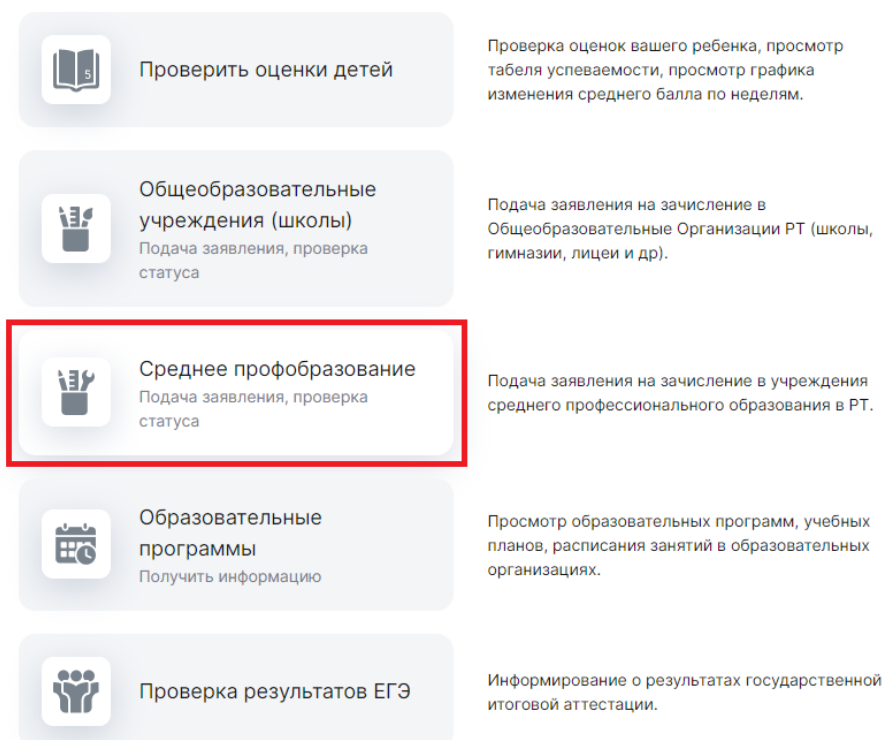 5
Проверить оценки детей
Проверка оценок вашего ребенка, просмотр
табеля успеваемости, просмотр графика
изменения среднего балла по неделям.
Общеобразовательные
учреждения (школы)
Подача заявления, проверка
статуса
Подача заявления на зачисление в
Общеобразовательные Организации РТ (школы,
гимназии, лицеи и др).
Среднее профобразование
Подача заявления, проверка
статуса
Подача заявления на зачисление в учреждения
среднего профессионального образования в РТ.
Образовательные
программы
Получить информацию
Просмотр образовательных программ, учебных
планов, расписания занятий в образовательных
организациях.
Проверка результатов ЕГЭ
Информирование о результатах государственной
итоговой аттестации.